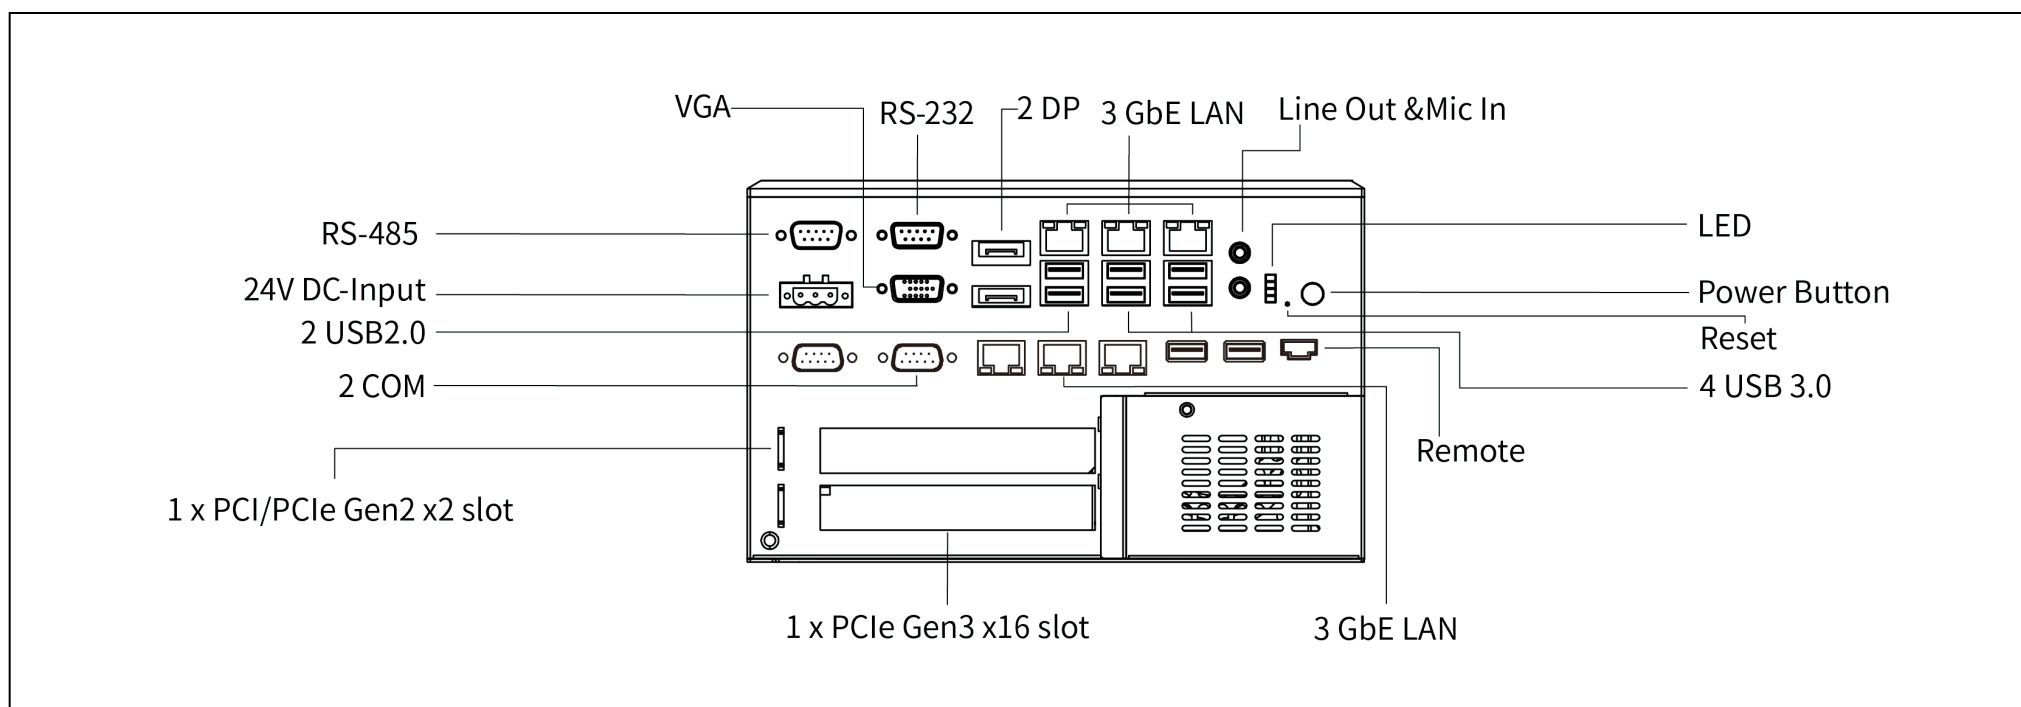 VGA
RS-232
2 DP
3 GbE LAN
Line Out &Mic In
RS-485
LED
24V DC-Input
Power Button
2 USB2.0
Reset
2 COM
4 USB 3.0
Remote
1 x PCI/PCIe Gen2 x2 slot
1 x PCIe Gen3 x16 slot
3 GbE LAN